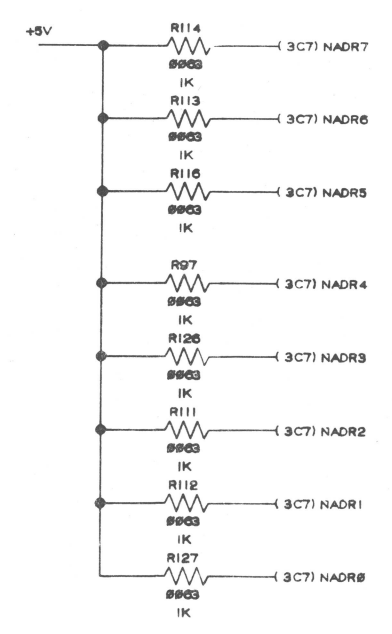 R114
+5V
( 3C7) NADR7
ØØ63
1K
R113
( 3C7) NADR6
ØØ63
1K
R116
( 3C7) NADR5
ØØ63
1K
R97
( 3C7) NADR4
ØØ63
1K
R126
( 3C7) NADR3
ØØ63
1K
R111
( 3C7) NADR2
ØØ63
1K
R112
( 3C7) NADR1
ØØ63
1K
R127
( 3C7) NADRØ
ØØ63
1K